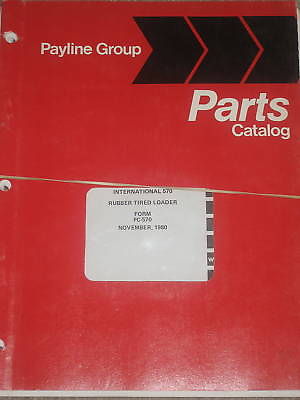 Payline Group
Parts
Catalog
INTERNATIONAL 570
RUBBER TIRED LOADER
FORM
PC-570
NOVEMBER, 1980
W